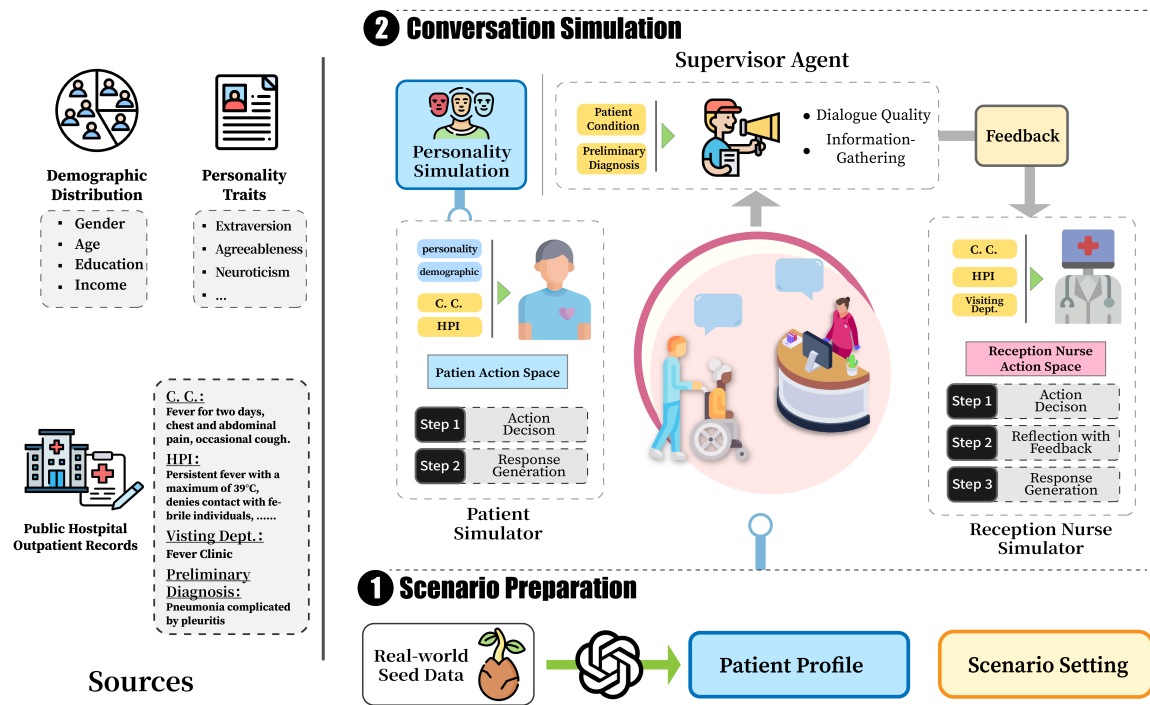 2 Conversation Simulation
Demographic
Distribution
Gender
Age
Education
Income
Personality
Traits
Extraversion
Agreeableness
Neuroticism
...
Public Hostpital
Outpatient Records
C. C.:
Fever for two days,
chest and abdominal
pain, occasional cough.
HPI:
Persistent fever with a
maximum of 39°C,
denies contact with fe-
brile individuals, ......
Visting Dept.:
Fever Clinic
Preliminary
Diagnosis:
Pneumonia complicated
by pleuritis
Sources
Personality
Simulation
Supervisor Agent
Patient
Condition
Preliminary
Diagnosis
Dialogue Quality
Information-
Gathering
Feedback
personality
demographic
C. C.
HPI
Patien Action Space
Step 1
Action
Decison
Step 2
Response
Generation
Patient
Simulator
C. C.
HPI
Visiting
Dept.
Reception Nurse
Action Space
Step 1
Action
Decison
Step 2
Reflection with
Feedback
Step 3
Response
Generation
Reception Nurse
Simulator
1 Scenario Preparation
Real-world
Seed Data
Patient Profile
Scenario Setting